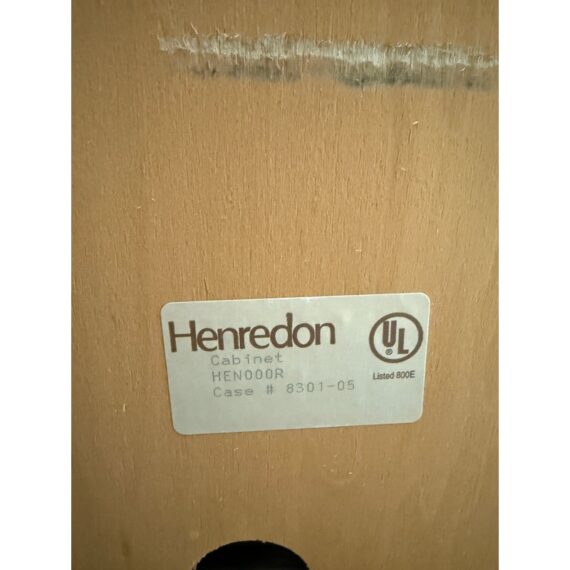 Henredon
Cabinet
HEN000R
Case # 8301-05
UL
Listed 800E